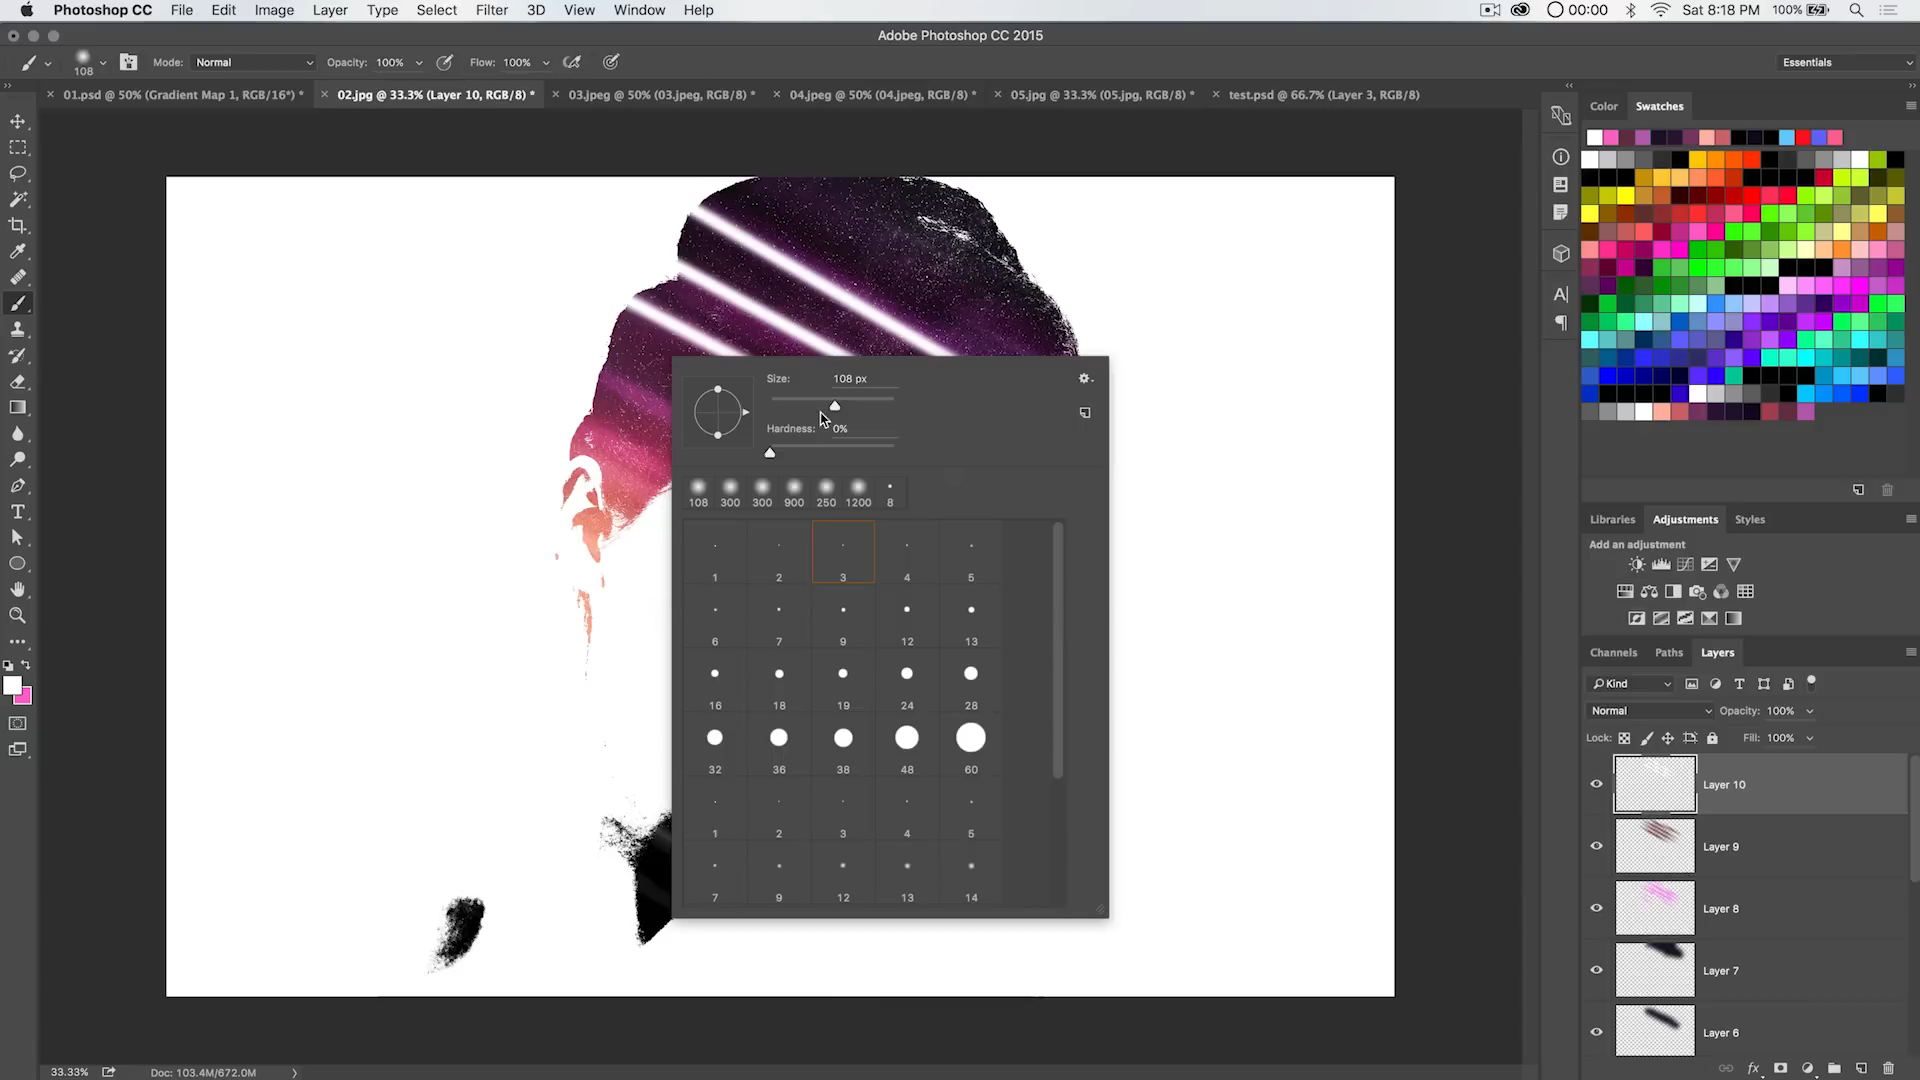 Photoshop CC File Edit Image Layer Type Select Filter 3D View Window Help 00:00 Sat 8:18 PM 100%
Adobe Photoshop CC 2015
108 Mode: Normal Opacity: 100% Flow: 100% Essentials
01.psd @ 50% (Gradient Map 1, RGB/16*) * 02.jpg @ 33.3% (Layer 10, RGB/8) * 03.jpeg @ 50% (03.jpeg, RGB/8) * 04.jpeg @ 50% (04.jpeg, RGB/8) * 05.jpg @ 33.3% (05.jpg, RGB/8) * test.psd @ 66.7% (Layer 3, RGB/8)
Color Swatches
Size: 108 px
Hardness: 0%
108 300 300 900 250 1200 8
1 2 3 4 5
6 7 9 12 13
16 18 19 24 28
32 36 38 48 60
1 2 3 4 5
7 9 12 13 14
Libraries Adjustments Styles
Add an adjustment
Channels Paths Layers
Kind
Normal Opacity: 100%
Lock: Fill: 100%
Layer 10
Layer 9
Layer 8
Layer 7
Layer 6
33.33% Doc: 103.4M/672.0M